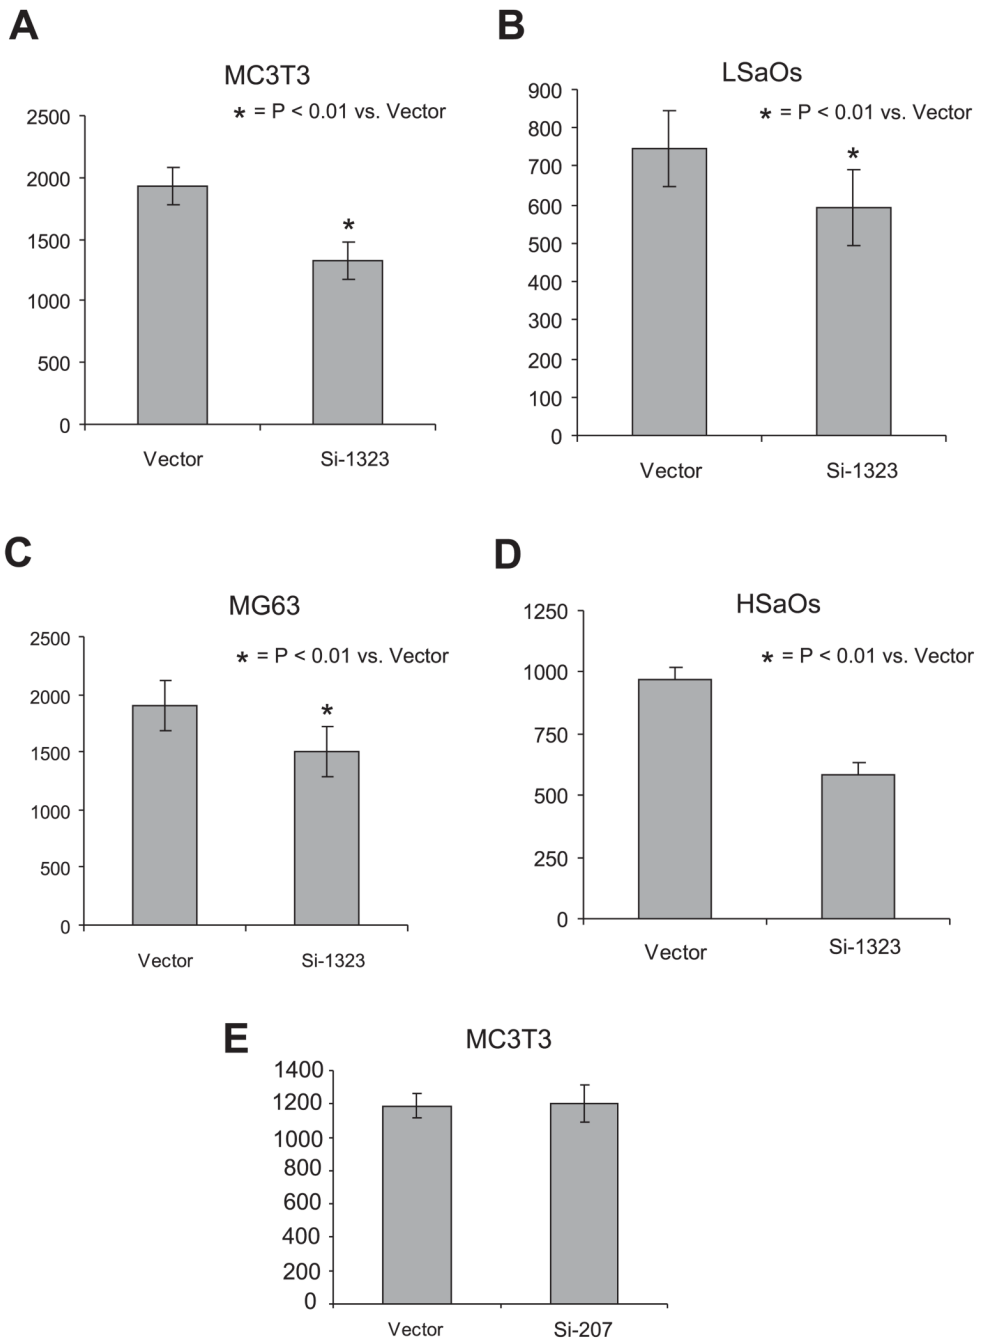 A
MC3T3
* = P < 0.01 vs. Vector
2500
2000
1500
1000
500
0
*
Vector
Si-1323
B
LSaOs
* = P < 0.01 vs. Vector
900
800
700
600
500
400
300
200
100
0
*
Vector
Si-1323
C
MG63
* = P < 0.01 vs. Vector
2500
2000
1500
1000
500
0
*
Vector
Si-1323
D
HSaOs
* = P < 0.01 vs. Vector
1250
1000
750
500
250
0
Vector
Si-1323
E
MC3T3
1400
1200
1000
800
600
400
200
0
Vector
Si-207